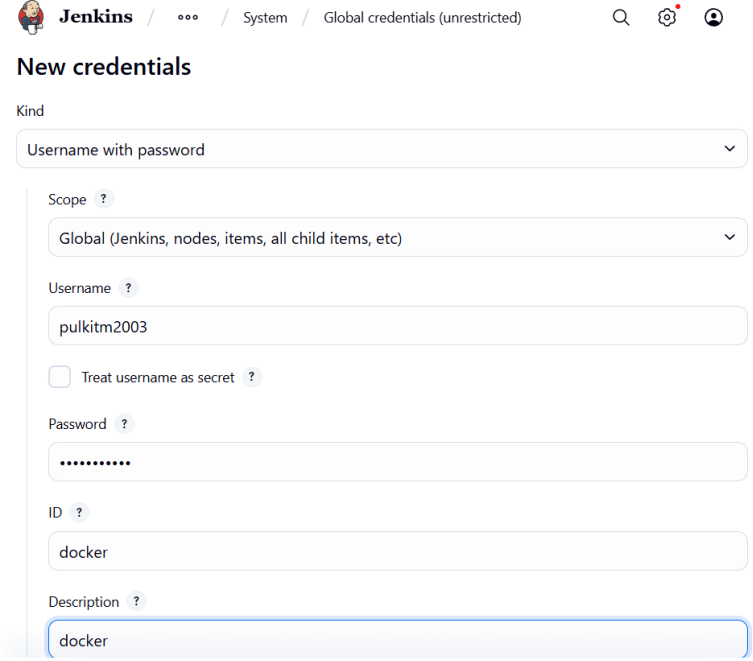 Jenkins / ••• / System / Global credentials (unrestricted)
New credentials
Kind
Username with password
Scope ?
Global (Jenkins, nodes, items, all child items, etc)
Username ?
pulkitm2003
Treat username as secret ?
Password ?
•••••••••••
ID ?
docker
Description ?
docker